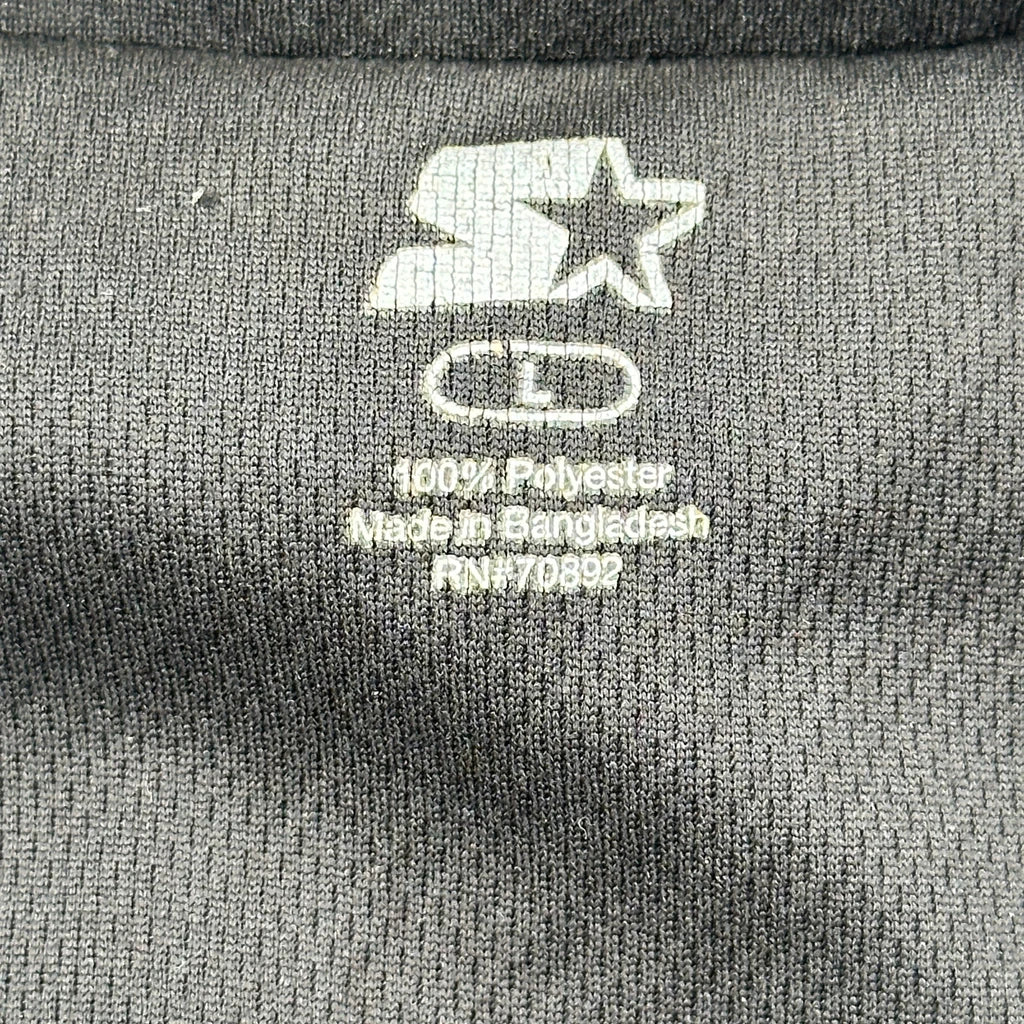 L
100% Polyester
Made in Bangladesh
RN#70892